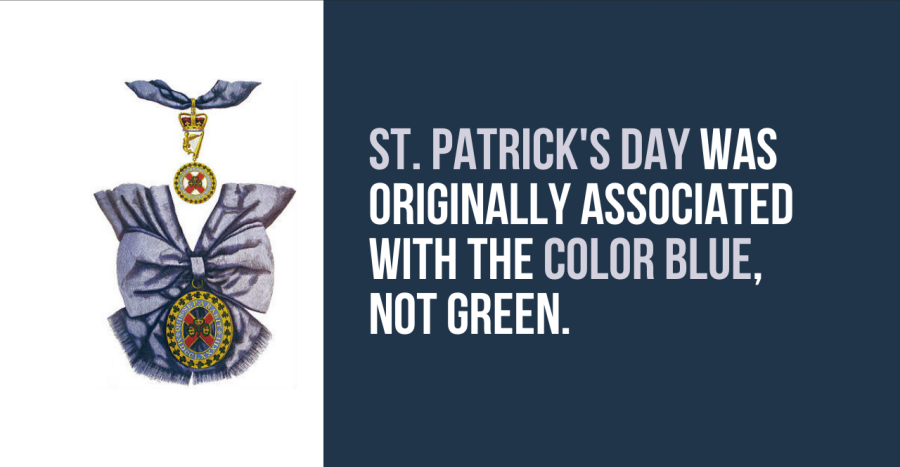 ST. PATRICK'S DAY WAS
ORIGINALLY ASSOCIATED
WITH THE COLOR BLUE,
NOT GREEN.